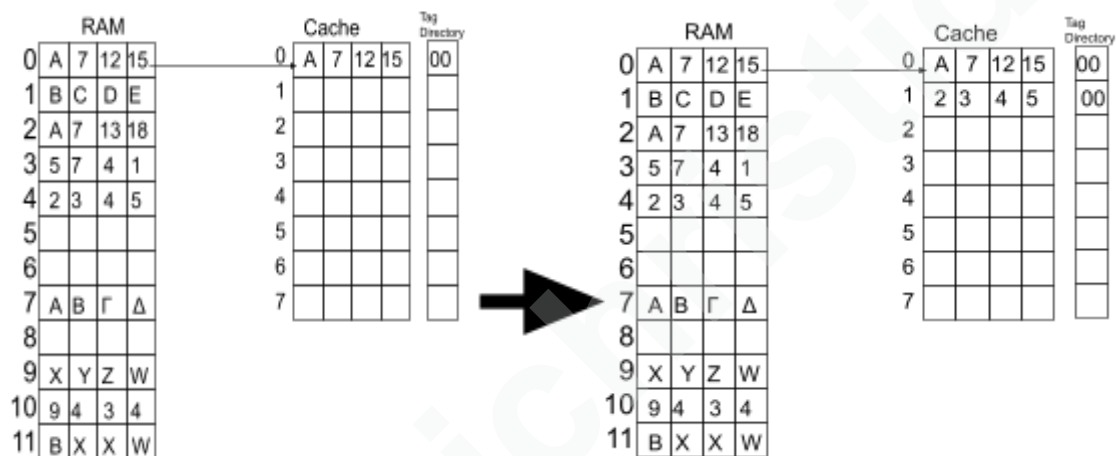 RAM
Cache
Tag
Directory
0 A 7 12 15
1 B C D E
2 A 7 13 18
3 5 7 4 1
4 2 3 4 5
5
6
7 A B Γ Δ
8
9 X Y Z W
10 9 4 3 4
11 B X X W
0 A 7 12 15 00
1
2
3
4
5
6
7
RAM
Cache
Tag
Directory
0 A 7 12 15
1 B C D E
2 A 7 13 18
3 5 7 4 1
4 2 3 4 5
5
6
7 A B Γ Δ
8
9 X Y Z W
10 9 4 3 4
11 B X X W
0 A 7 12 15 00
1 2 3 4 5 00
2
3
4
5
6
7